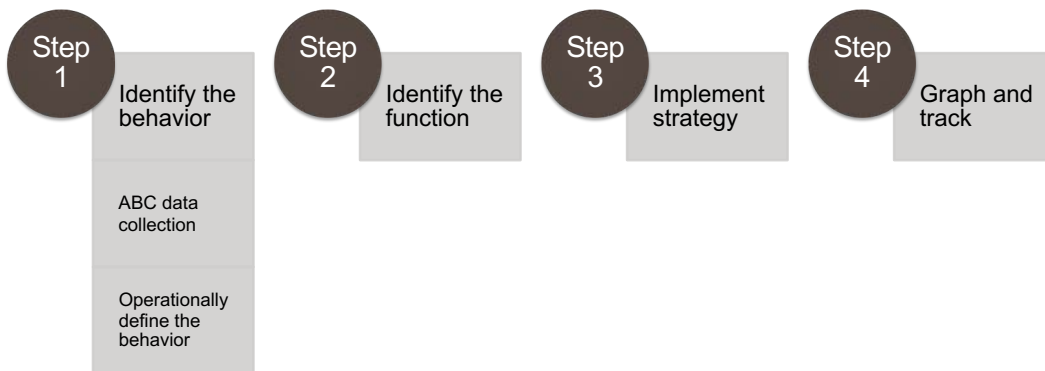 Step
1
Identify the
behavior
ABC data
collection
Operationally
define the
behavior
Step
2
Identify the
function
Step
3
Implement
strategy
Step
4
Graph and
track